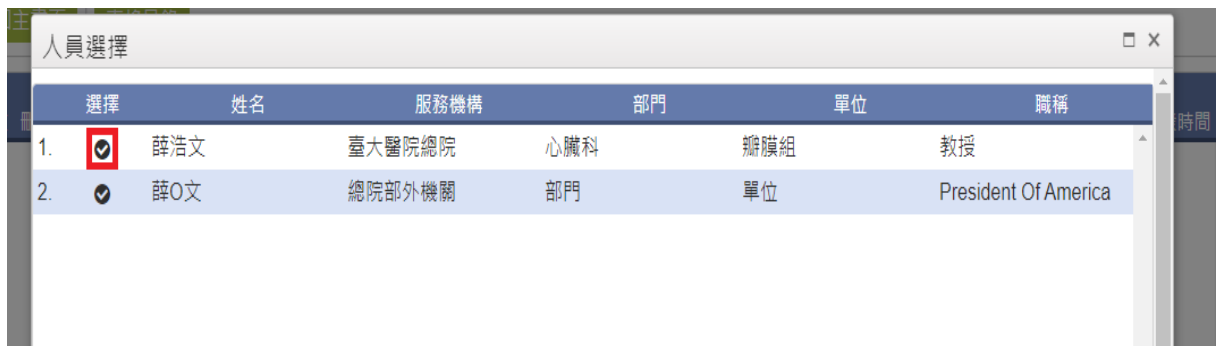 人員選擇
選擇 姓名 服務機構 部門 單位 職稱
時間
1. 薛浩文 臺大醫院總院 心臟科 瓣膜組 教授
2. 薛O文 總院部外機關 部門 單位 President Of America